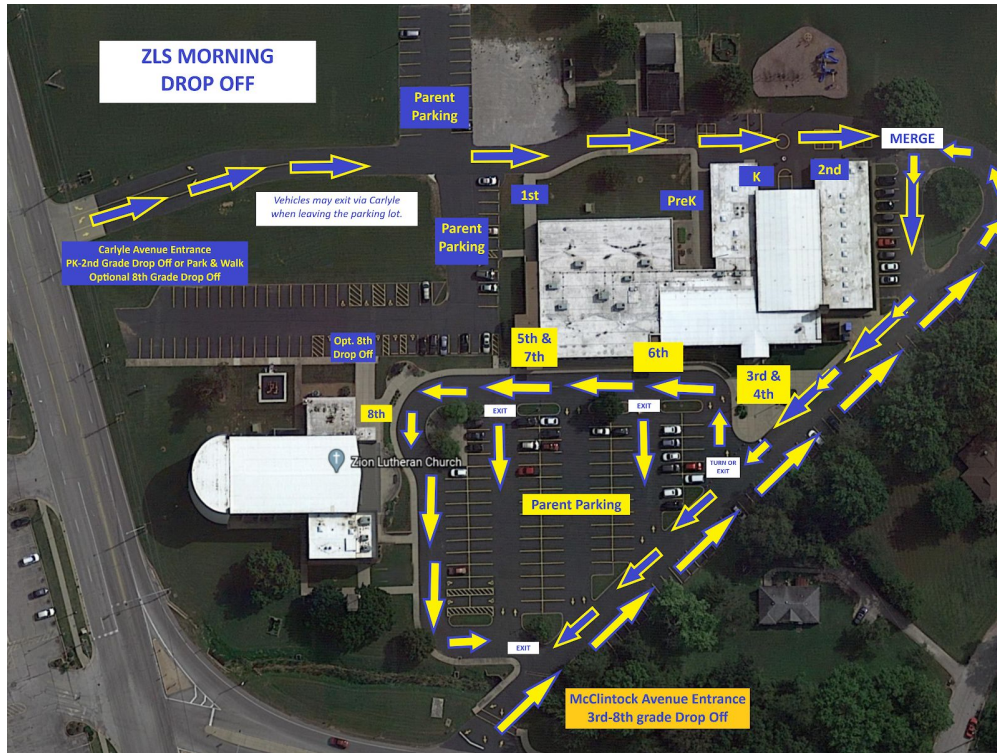 ZLS MORNING
DROP OFF
Parent
Parking
MERGE
K
2nd
1st
PreK
Vehicles may exit via Carlyle
when leaving the parking lot.
Parent
Parking
Carlyle Avenue Entrance
PK-2nd Grade Drop Off or Park & Walk
Optional 8th Grade Drop Off
Opt. 8th
Drop Off
5th &
7th
6th
3rd &
4th
8th
EXIT
EXIT
Zion Lutheran Church
TURN OR
EXIT
Parent Parking
EXIT
McClintock Avenue Entrance
3rd-8th grade Drop Off